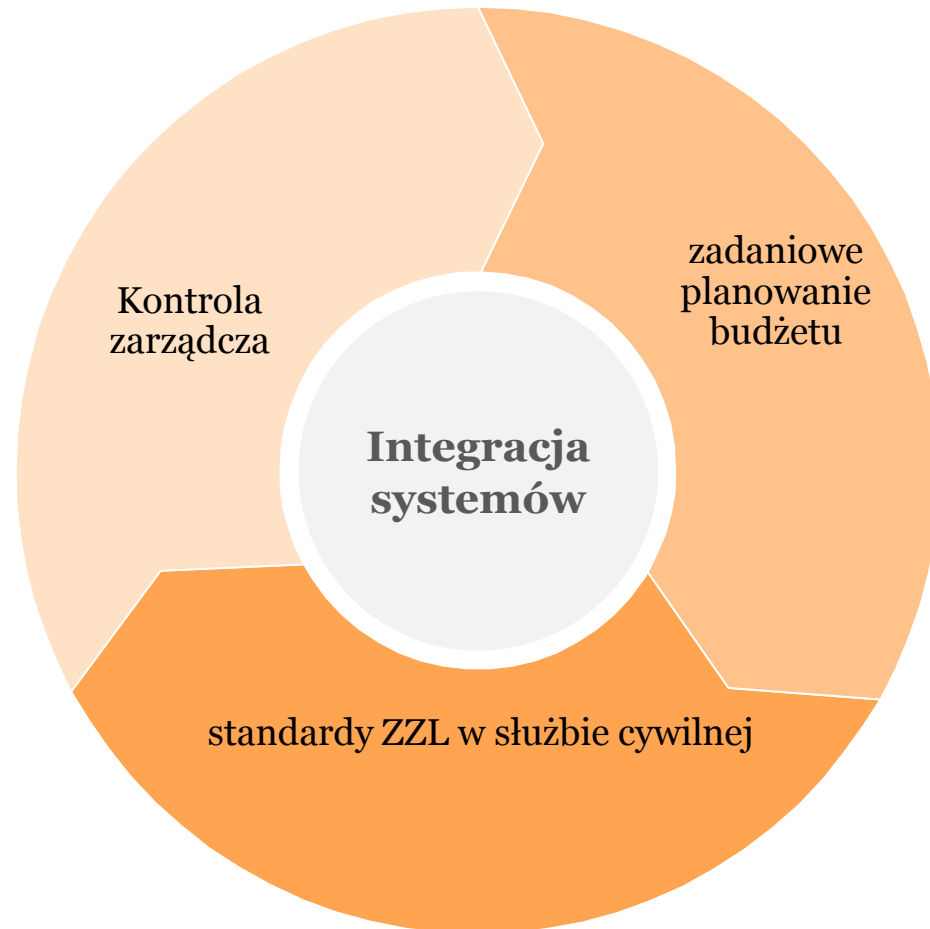 zadaniowe
planowanie
budżetu
Kontrola
zarządcza
Integracja
systemów
standardy ZZL w służbie cywilnej